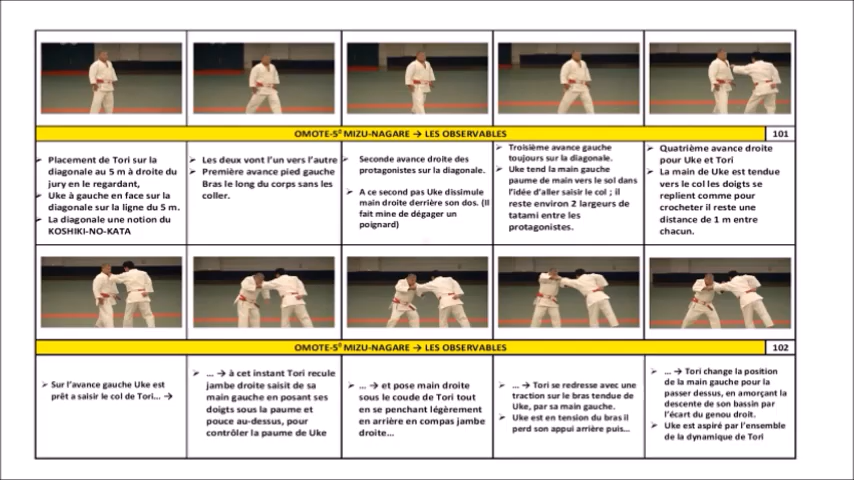 OMOTE-5° MIZU-NAGARE → LES OBSERVABLES
101
➢ Placement de Tori sur la
diagonale au 5 m à droite du
jury en le regardant,
➢ Uke à gauche en face sur la
diagonale sur la ligne du 5 m.
➢ La diagonale une notion du
KOSHIKI-NO-KATA
➢ Les deux vont l'un vers l'autre
➢ Première avance pied gauche
Bras le long du corps sans les
coller.
➢ Seconde avance droite des
protagonistes sur la diagonale.
➢ A ce second pas Uke dissimule
main droite derrière son dos. (Il
fait mine de dégager un
poignard)
➢ Troisième avance gauche
toujours sur la diagonale.
➢ Uke tend la main gauche
paume de main vers le sol dans
l'idée d'aller saisir le col ; il
reste environ 2 largeurs de
tatami entre les
protagonistes.
➢ Quatrième avance droite
pour Uke et Tori
➢ La main de Uke est tendue
vers le col les doigts se
replient comme pour
crocheter il reste une
distance de 1 m entre
chacun.
OMOTE-5° MIZU-NAGARE → LES OBSERVABLES
102
➢ Sur l'avance gauche Uke est
prêt a saisir le col de Tori... →
➢ ... → à cet instant Tori recule
jambe droite saisit de sa
main gauche en posant ses
doigts sous la paume et
pouce au-dessus, pour
contrôler la paume de Uke
➢ ... → et pose main droite
sous le coude de Tori tout
en se penchant légèrement
en arrière en compas jambe
droite...
➢ ... → Tori se redresse avec une
traction sur le bras tendue de
Uke, par sa main gauche.
➢ Uke est en tension du bras il
perd son appui arrière puis...
➢ ... → Tori change la position
de la main gauche pour la
passer dessus, en amorçant la
descente de son bassin par
l'écart du genou droit.
➢ Uke est aspiré par l'ensemble
de la dynamique de Tori